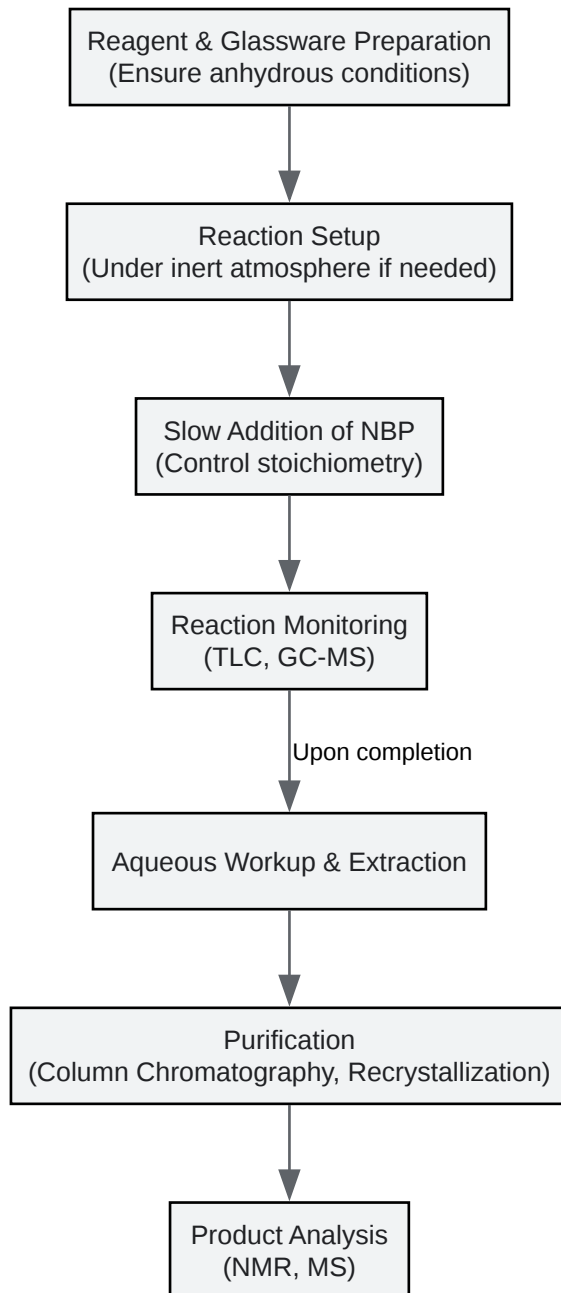 Reagent & Glassware Preparation
(Ensure anhydrous conditions)
Reaction Setup
(Under inert atmosphere if needed)
Slow Addition of NBP
(Control stoichiometry)
Reaction Monitoring
(TLC, GC-MS)
Upon completion
Aqueous Workup & Extraction
Purification
(Column Chromatography, Recrystallization)
Product Analysis
(NMR, MS)